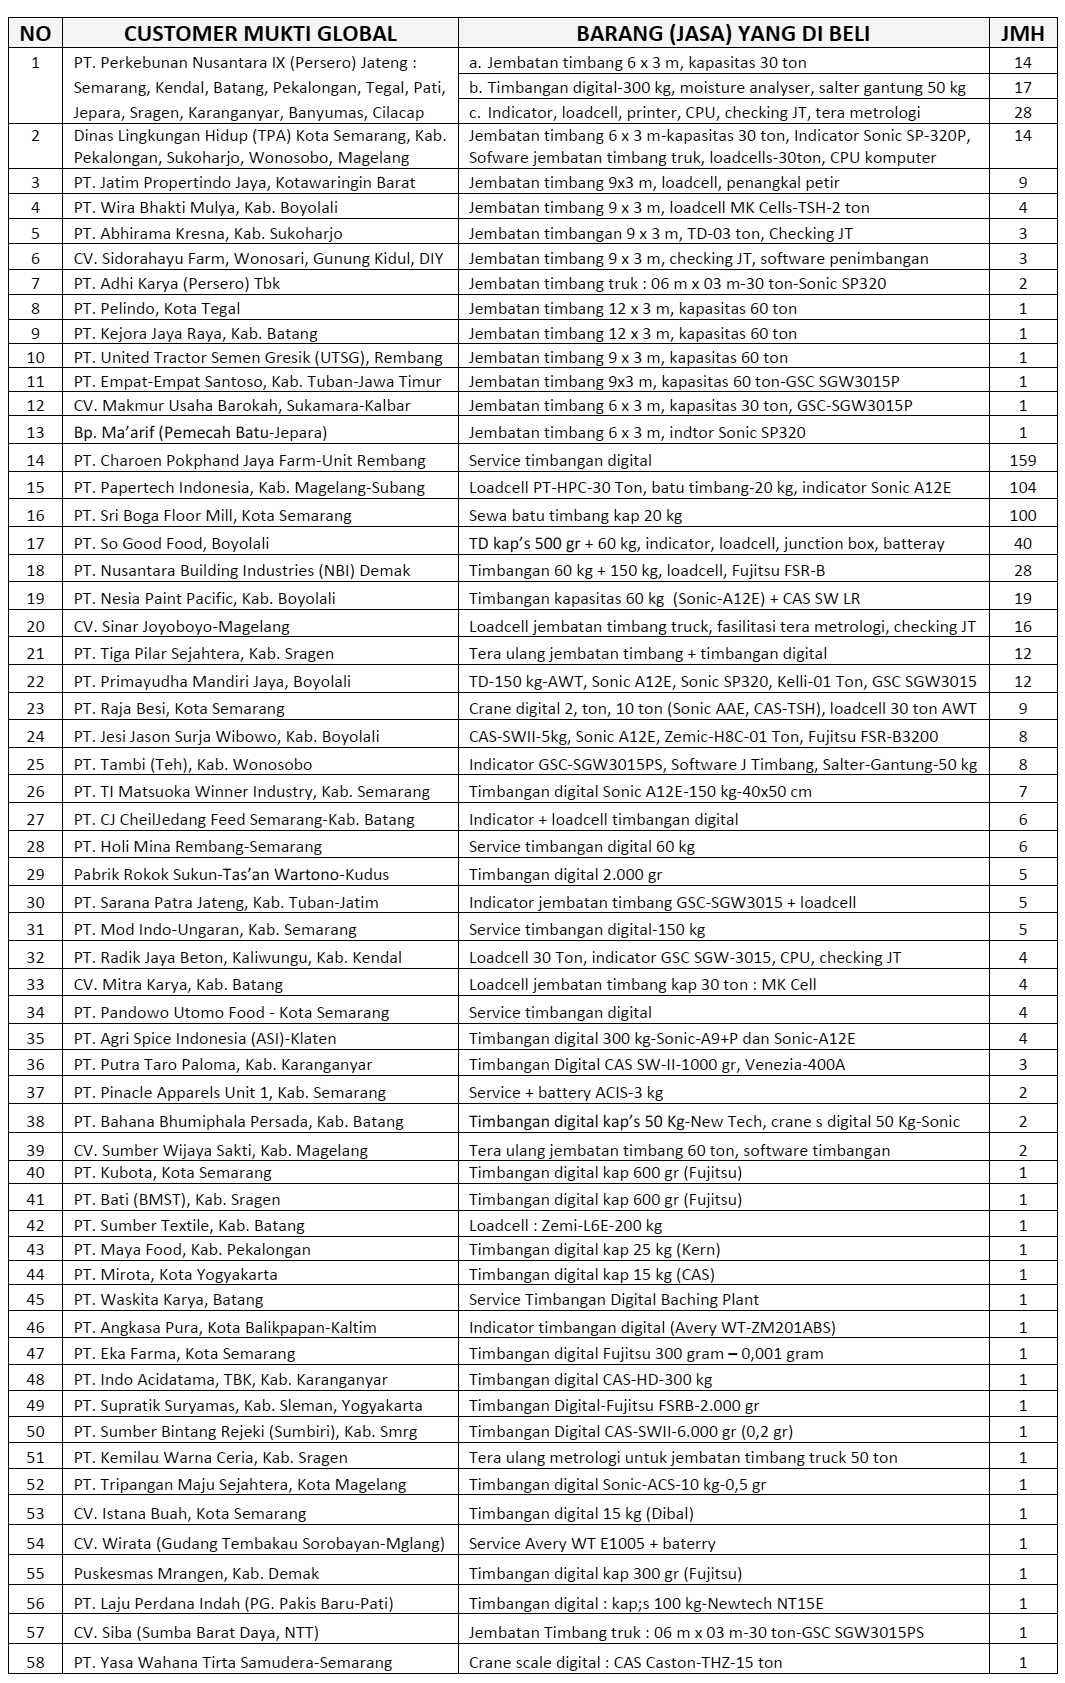 NO CUSTOMER MUKTI GLOBAL BARANG (JASA) YANG DI BELI JMH
1 PT. Perkebunan Nusantara IX (Persero) Jateng : a. Jembatan timbang 6 x 3 m, kapasitas 30 ton 14
Semarang, Kendal, Batang, Pekalongan, Tegal, Pati, b. Timbangan digital-300 kg, moisture analyser, salter gantung 50 kg 17
Jepara, Sragen, Karanganyar, Banyumas, Cilacap c. Indicator, loadcell, printer, CPU, checking JT, tera metrologi 28
2 Dinas Lingkungan Hidup (TPA) Kota Semarang, Kab. Jembatan timbang 6 x 3 m-kapasitas 30 ton, Indicator Sonic SP-320P, 14
Pekalongan, Sukoharjo, Wonosobo, Magelang Sofware jembatan timbang truk, loadcells-30ton, CPU komputer
3 PT. Jatim Propertindo Jaya, Kotawaringin Barat Jembatan timbang 9x3 m, loadcell, penangkal petir 9
4 PT. Wira Bhakti Mulya, Kab. Boyolali Jembatan timbang 9 x 3 m, loadcell MK Cells-TSH-2 ton 4
5 PT. Abhirama Kresna, Kab. Sukoharjo Jembatan timbangan 9 x 3 m, TD-03 ton, Checking JT 3
6 CV. Sidorahayu Farm, Wonosari, Gunung Kidul, DIY Jembatan timbang 9 x 3 m, checking JT, software penimbangan 3
7 PT. Adhi Karya (Persero) Tbk Jembatan timbang truk : 06 m x 03 m-30 ton-Sonic SP320 2
8 PT. Pelindo, Kota Tegal Jembatan timbang 12 x 3 m, kapasitas 60 ton 1
9 PT. Kejora Jaya Raya, Kab. Batang Jembatan timbang 12 x 3 m, kapasitas 60 ton 1
10 PT. United Tractor Semen Gresik (UTSG), Rembang Jembatan timbang 9 x 3 m, kapasitas 60 ton 1
11 PT. Empat-Empat Santoso, Kab. Tuban-Jawa Timur Jembatan timbang 9x3 m, kapasitas 60 ton-GSC SGW3015P 1
12 CV. Makmur Usaha Barokah, Sukamara-Kalbar Jembatan timbang 6 x 3 m, kapasitas 30 ton, GSC-SGW3015P 1
13 Bp. Ma’arif (Pemecah Batu-Jepara) Jembatan timbang 6 x 3 m, indtor Sonic SP320 1
14 PT. Charoen Pokphand Jaya Farm-Unit Rembang Service timbangan digital 159
15 PT. Papertech Indonesia, Kab. Magelang-Subang Loadcell PT-HPC-30 Ton, batu timbang-20 kg, indicator Sonic A12E 104
16 PT. Sri Boga Floor Mill, Kota Semarang Sewa batu timbang kap 20 kg 100
17 PT. So Good Food, Boyolali TD kap’s 500 gr + 60 kg, indicator, loadcell, junction box, batteray 40
18 PT. Nusantara Building Industries (NBI) Demak Timbangan 60 kg + 150 kg, loadcell, Fujitsu FSR-B 28
19 PT. Nesia Paint Pacific, Kab. Boyolali Timbangan kapasitas 60 kg (Sonic-A12E) + CAS SW LR 19
20 CV. Sinar Joyoboyo-Magelang Loadcell jembatan timbang truck, fasilitasi tera metrologi, checking JT 16
21 PT. Tiga Pilar Sejahtera, Kab. Sragen Tera ulang jembatan timbang + timbangan digital 12
22 PT. Primayudha Mandiri Jaya, Boyolali TD-150 kg-AWT, Sonic A12E, Sonic SP320, Kelli-01 Ton, GSC SGW3015 12
23 PT. Raja Besi, Kota Semarang Crane digital 2, ton, 10 ton (Sonic AAE, CAS-TSH), loadcell 30 ton AWT 9
24 PT. Jesi Jason Surja Wibowo, Kab. Boyolali CAS-SWII-5kg, Sonic A12E, Zemic-H8C-01 Ton, Fujitsu FSR-B3200 8
25 PT. Tambi (Teh), Kab. Wonosobo Indicator GSC-SGW3015PS, Software J Timbang, Salter-Gantung-50 kg 8
26 PT. TI Matsuoka Winner Industry, Kab. Semarang Timbangan digital Sonic A12E-150 kg-40x50 cm 7
27 PT. CJ CheilJedang Feed Semarang-Kab. Batang Indicator + loadcell timbangan digital 6
28 PT. Holi Mina Rembang-Semarang Service timbangan digital 60 kg 6
29 Pabrik Rokok Sukun-Tas’an Wartono-Kudus Timbangan digital 2.000 gr 5
30 PT. Sarana Patra Jateng, Kab. Tuban-Jatim Indicator jembatan timbang GSC-SGW3015 + loadcell 5
31 PT. Mod Indo-Ungaran, Kab. Semarang Service timbangan digital-150 kg 5
32 PT. Radik Jaya Beton, Kaliwungu, Kab. Kendal Loadcell 30 Ton, indicator GSC SGW-3015, CPU, checking JT 4
33 CV. Mitra Karya, Kab. Batang Loadcell jembatan timbang kap 30 ton : MK Cell 4
34 PT. Pandowo Utomo Food - Kota Semarang Service timbangan digital 4
35 PT. Agri Spice Indonesia (ASI)-Klaten Timbangan digital 300 kg-Sonic-A9+P dan Sonic-A12E 4
36 PT. Putra Taro Paloma, Kab. Karanganyar Timbangan Digital CAS SW-II-1000 gr, Venezia-400A 3
37 PT. Pinacle Apparels Unit 1, Kab. Semarang Service + battery ACIS-3 kg 2
38 PT. Bahana Bhumiphala Persada, Kab. Batang Timbangan digital kap’s 50 Kg-New Tech, crane s digital 50 Kg-Sonic 2
39 CV. Sumber Wijaya Sakti, Kab. Magelang Tera ulang jembatan timbang 60 ton, software timbangan 2
40 PT. Kubota, Kota Semarang Timbangan digital kap 600 gr (Fujitsu) 1
41 PT. Bati (BMST), Kab. Sragen Timbangan digital kap 600 gr (Fujitsu) 1
42 PT. Sumber Textile, Kab. Batang Loadcell : Zemi-L6E-200 kg 1
43 PT. Maya Food, Kab. Pekalongan Timbangan digital kap 25 kg (Kern) 1
44 PT. Mirota, Kota Yogyakarta Timbangan digital kap 15 kg (CAS) 1
45 PT. Waskita Karya, Batang Service Timbangan Digital Baching Plant 1
46 PT. Angkasa Pura, Kota Balikpapan-Kaltim Indicator timbangan digital (Avery WT-ZM201ABS) 1
47 PT. Eka Farma, Kota Semarang Timbangan digital Fujitsu 300 gram – 0,001 gram 1
48 PT. Indo Acidatama, TBK, Kab. Karanganyar Timbangan digital CAS-HD-300 kg 1
49 PT. Supratik Suryamas, Kab. Sleman, Yogyakarta Timbangan Digital-Fujitsu FSRB-2.000 gr 1
50 PT. Sumber Bintang Rejeki (Sumbiri), Kab. Smrg Timbangan Digital CAS-SWII-6.000 gr (0,2 gr) 1
51 PT. Kemilau Warna Ceria, Kab. Sragen Tera ulang metrologi untuk jembatan timbang truck 50 ton 1
52 PT. Tripangan Maju Sejahtera, Kota Magelang Timbangan digital Sonic-ACS-10 kg-0,5 gr 1
53 CV. Istana Buah, Kota Semarang Timbangan digital 15 kg (Dibal) 1
54 CV. Wirata (Gudang Tembakau Sorobayan-Mglang) Service Avery WT E1005 + baterry 1
55 Puskesmas Mrangen, Kab. Demak Timbangan digital kap 300 gr (Fujitsu) 1
56 PT. Laju Perdana Indah (PG. Pakis Baru-Pati) Timbangan digital : kap;s 100 kg-Newtech NT15E 1
57 CV. Siba (Sumba Barat Daya, NTT) Jembatan Timbang truk : 06 m x 03 m-30 ton-GSC SGW3015PS 1
58 PT. Yasa Wahana Tirta Samudera-Semarang Crane scale digital : CAS Caston-THZ-15 ton 1